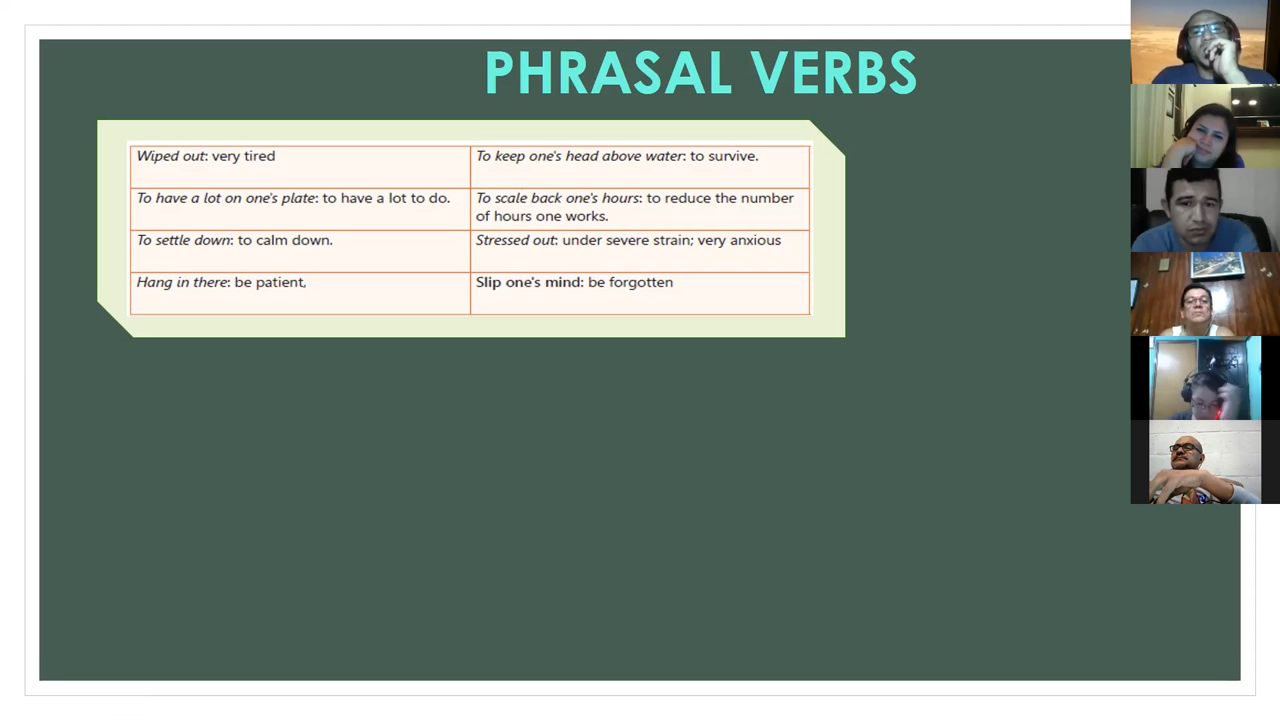 PHRASAL VERBS
Wiped out: very tired
To keep one's head above water: to survive.
To have a lot on one's plate: to have a lot to do.
To scale back one's hours: to reduce the number
of hours one works.
To settle down: to calm down.
Stressed out: under severe strain; very anxious
Hang in there: be patient,
Slip one's mind: be forgotten